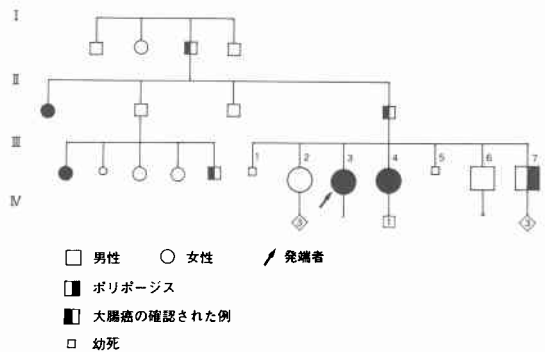 I
II
III
1 2 3 4 5 6 7
IV
3 1 3
男性 女性 発端者
ポリポージス
大腸癌の確認された例
幼死